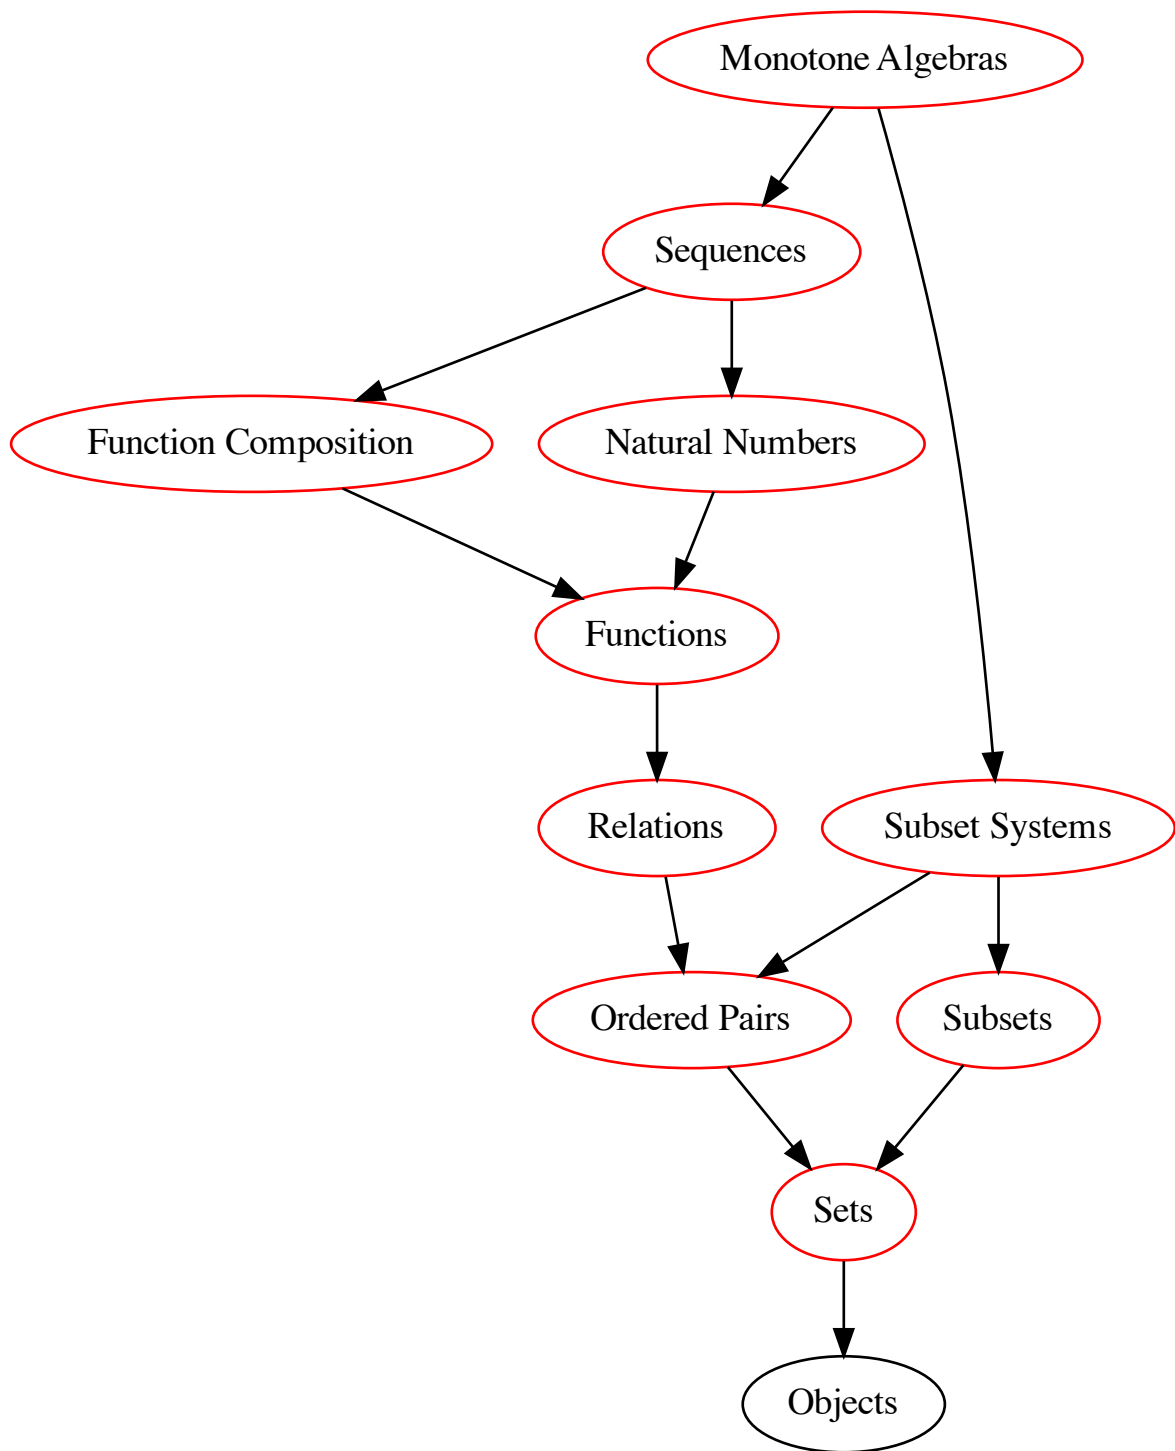 Monotone Algebras
Sequences
Function Composition
Natural Numbers
Functions
Relations
Subset Systems
Ordered Pairs
Subsets
Sets
Objects